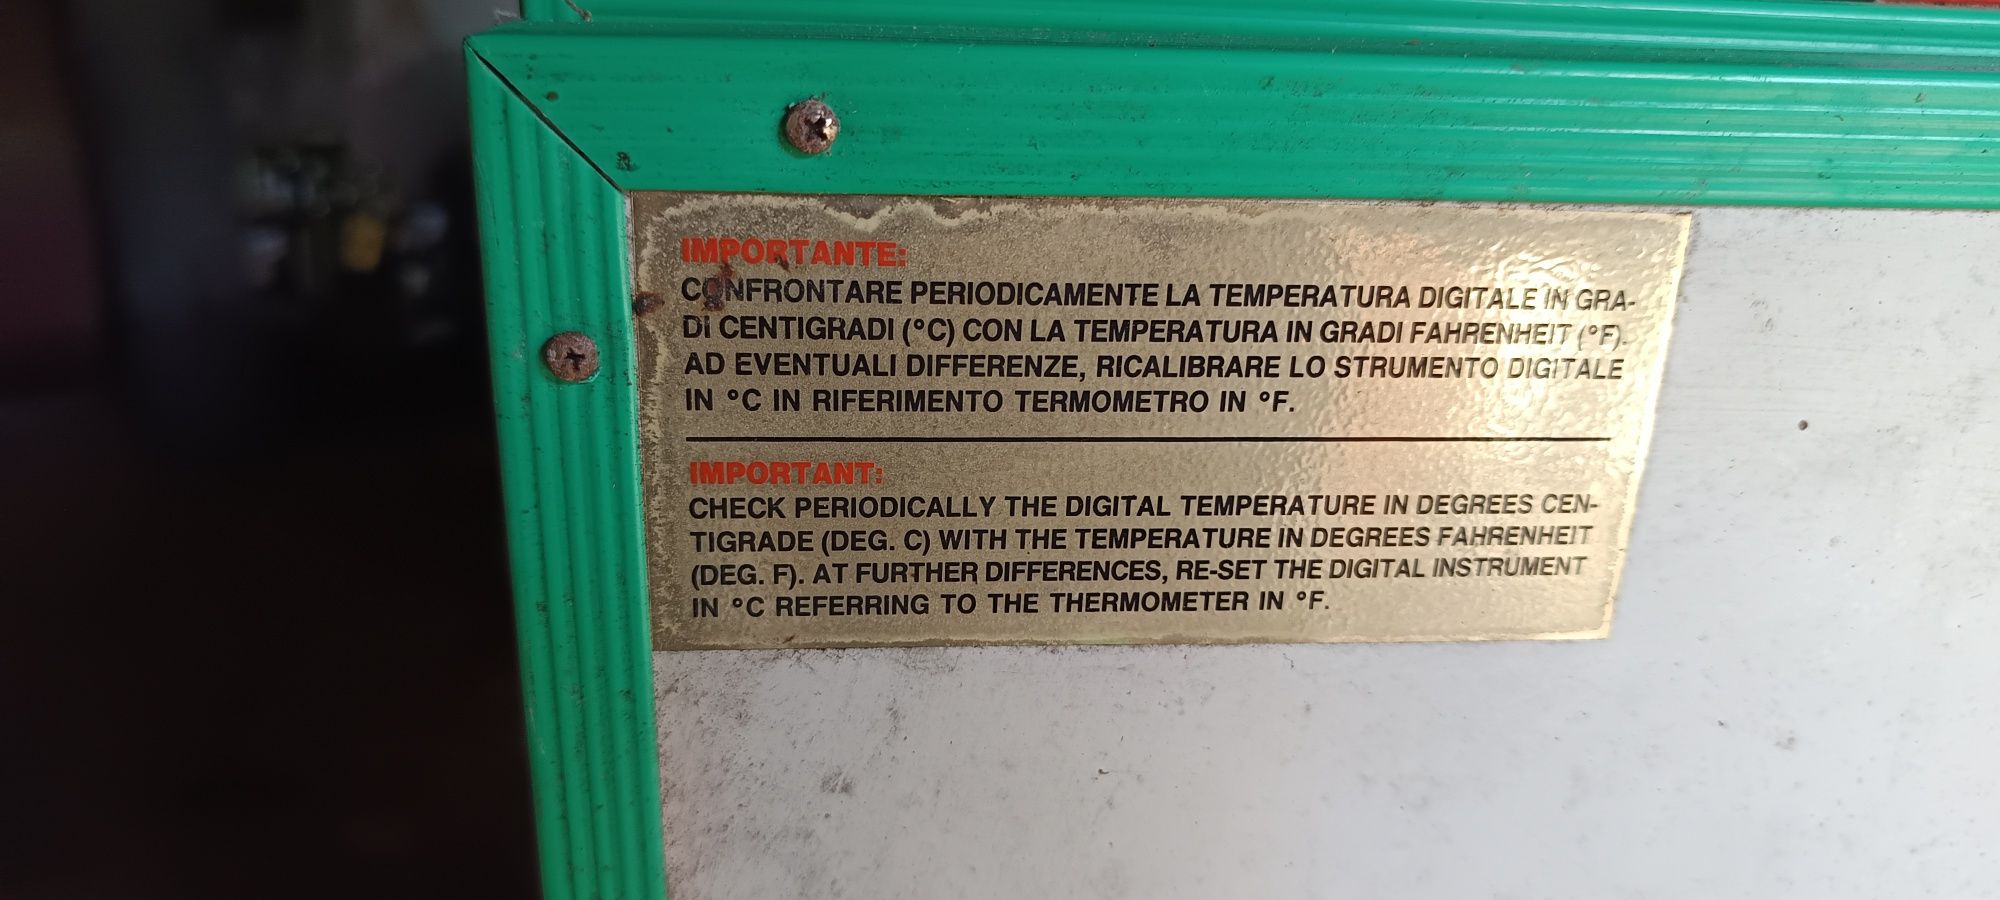 IMPORTANTE:
CONFRONTARE PERIODICAMENTE LA TEMPERATURA DIGITALE IN GRA-
DI CENTIGRADI (°C) CON LA TEMPERATURA IN GRADI FAHRENHEIT (°F).
AD EVENTUALI DIFFERENZE, RICALIBRARE LO STRUMENTO DIGITALE
IN °C IN RIFERIMENTO TERMOMETRO IN °F.
IMPORTANT:
CHECK PERIODICALLY THE DIGITAL TEMPERATURE IN DEGREES CEN-
TIGRADE (DEG. C) WITH THE TEMPERATURE IN DEGREES FAHRENHEIT
(DEG. F). AT FURTHER DIFFERENCES, RE-SET THE DIGITAL INSTRUMENT
IN °C REFERRING TO THE THERMOMETER IN °F.